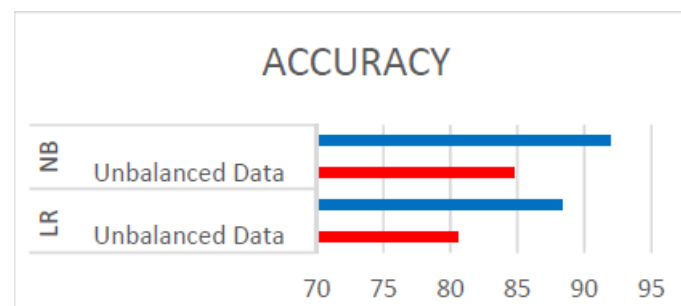 ACCURACY
NB
Unbalanced Data
LR
Unbalanced Data
70 75 80 85 90 95